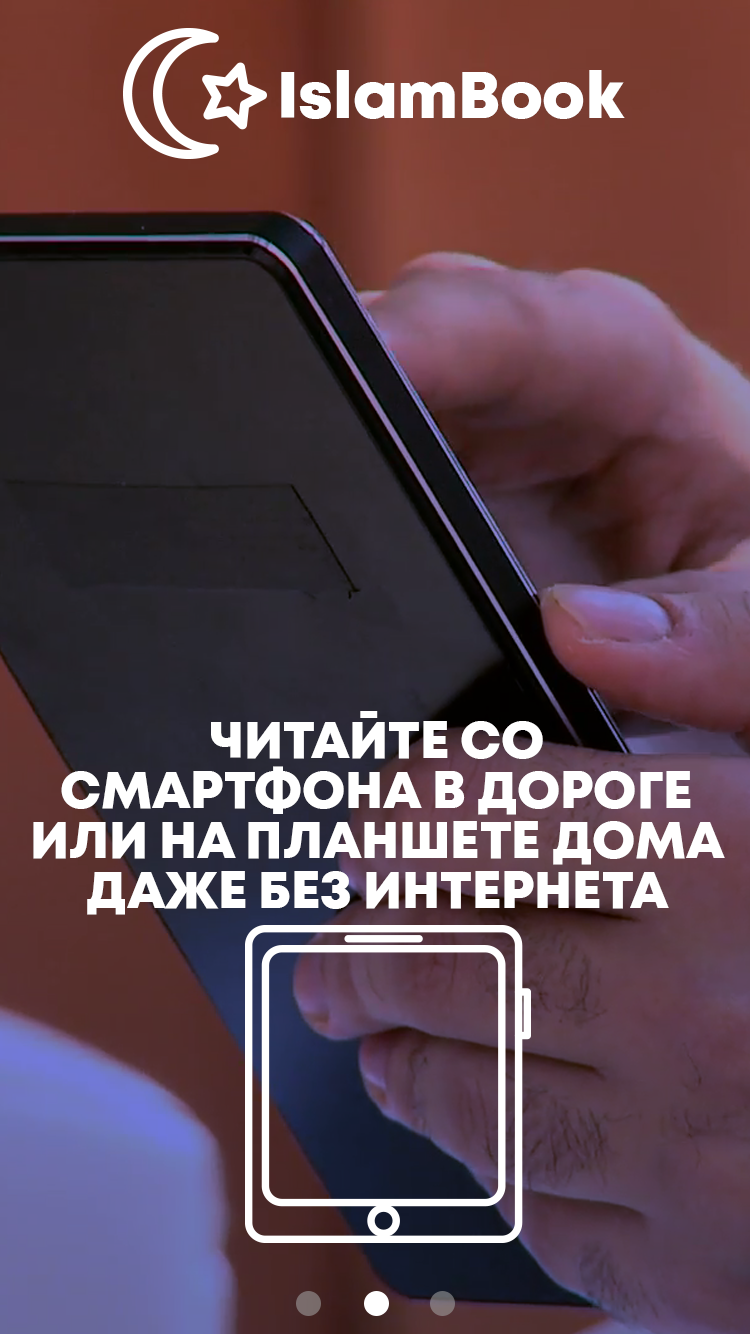 IslamBook
ЧИТАЙТЕ СО
СМАРТФОНА В ДОРОГЕ
ИЛИ НА ПЛАНШЕТЕ ДОМА
ДАЖЕ БЕЗ ИНТЕРНЕТА